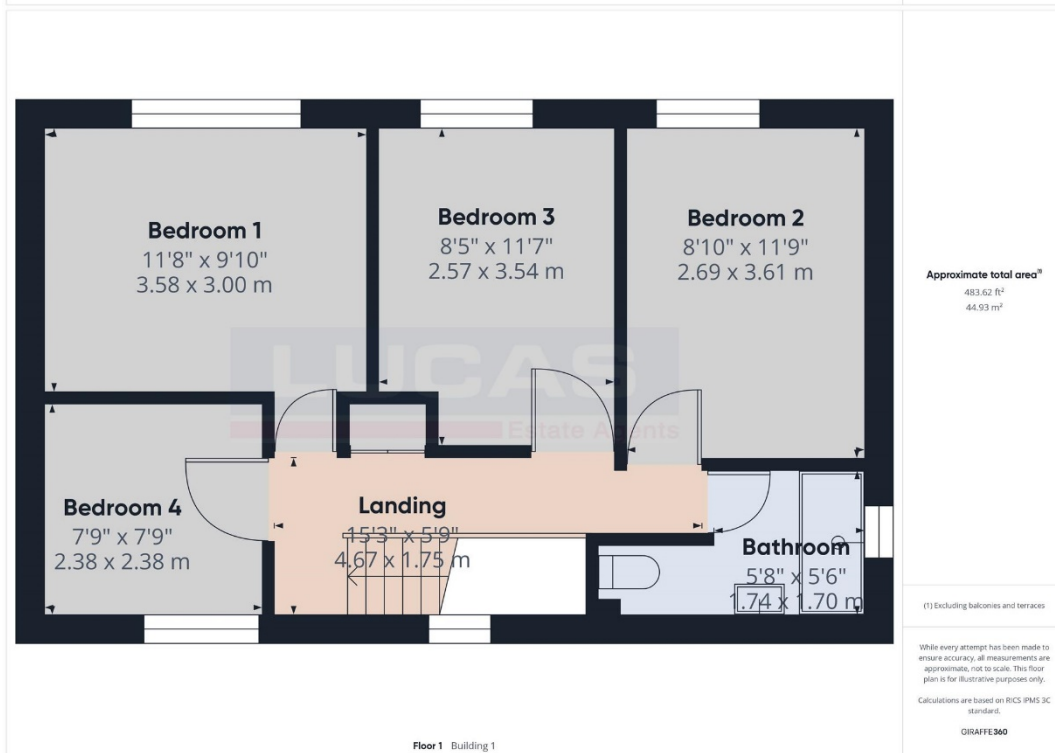 Bedroom 1
11'8" x 9'10"
3.58 x 3.00 m
Bedroom 3
8'5" x 11'7"
2.57 x 3.54 m
Bedroom 2
8'10" x 11'9"
2.69 x 3.61 m
LUCAS
Estate Agents
Bedroom 4
7'9" x 7'9"
2.38 x 2.38 m
Landing
15'3" x 5'9"
4.67 x 1.75 m
Bathroom
5'8" x 5'6"
1.74 x 1.70 m
Floor 1 Building 1
Approximate total area(1)
483.62 ft²
44.93 m²
(1) Excluding balconies and terraces
While every attempt has been made to
ensure accuracy, all measurements are
approximate, not to scale. This floor
plan is for illustrative purposes only.
Calculations are based on RICS IPMS 3C
standard.
GIRAFFE360